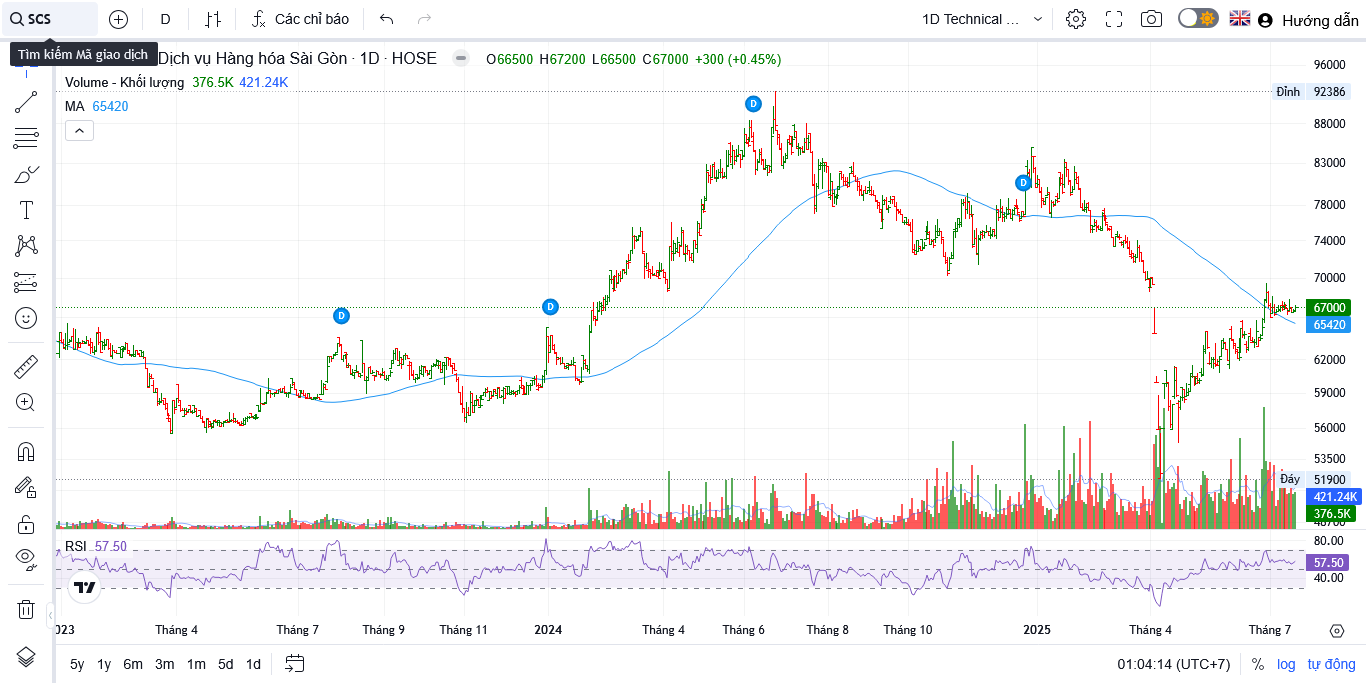 SCS
D
Các chỉ báo
1D Technical ...
Hướng dẫn
Tìm kiếm Mã giao dịch
Dịch vụ Hàng hóa Sài Gòn · 1D · HOSE
O66500 H67200 L66500 C67000 +300 (+0.45%)
Volume - Khối lượng 376.5K 421.24K
MA 65420
D
D
D
D
96000
Đỉnh 92386
88000
83000
78000
74000
70000
67000
65420
62000
59000
56000
53500
Đáy 51900
421.24K
376.5K
RSI 57.50
80.00
57.50
40.00
2023 Tháng 4 Tháng 7 Tháng 9 Tháng 11 2024 Tháng 4 Tháng 6 Tháng 8 Tháng 10 2025 Tháng 4 Tháng 7
5y 1y 6m 3m 1m 5d 1d
01:04:14 (UTC+7) % log tự động